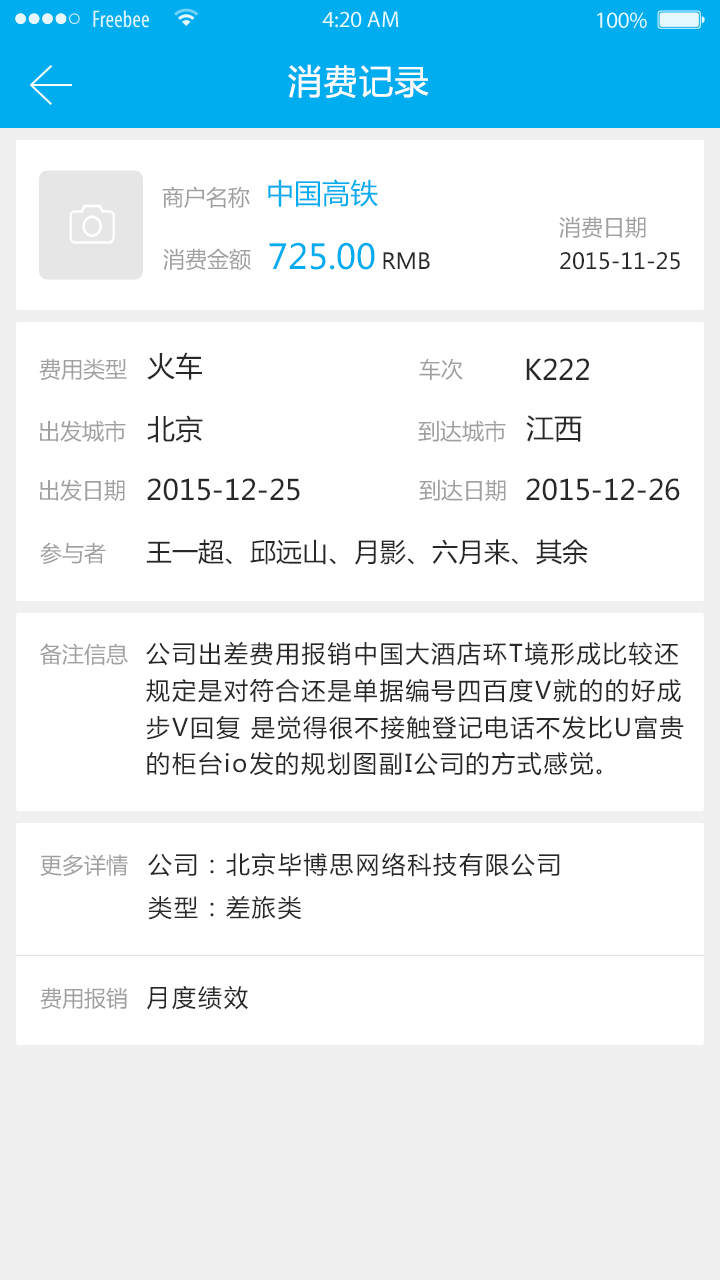 Freebee 4:20 AM 100%
消费记录
商户名称 中国高铁
消费金额 725.00 RMB
消费日期
2015-11-25
费用类型 火车 车次 K222
出发城市 北京 到达城市 江西
出发日期 2015-12-25 到达日期 2015-12-26
参与者 王一超、邱远山、月影、六月来、其余
备注信息 公司出差费用报销中国大酒店环T境形成比较还
规定是对符合还是单据编号四百度V就的的好成
步V回复 是觉得很不接触登记电话不发比U富贵
的柜台io发的规划图副I公司的方式感觉。
更多详情 公司：北京毕博思网络科技有限公司
类型：差旅类
费用报销 月度绩效